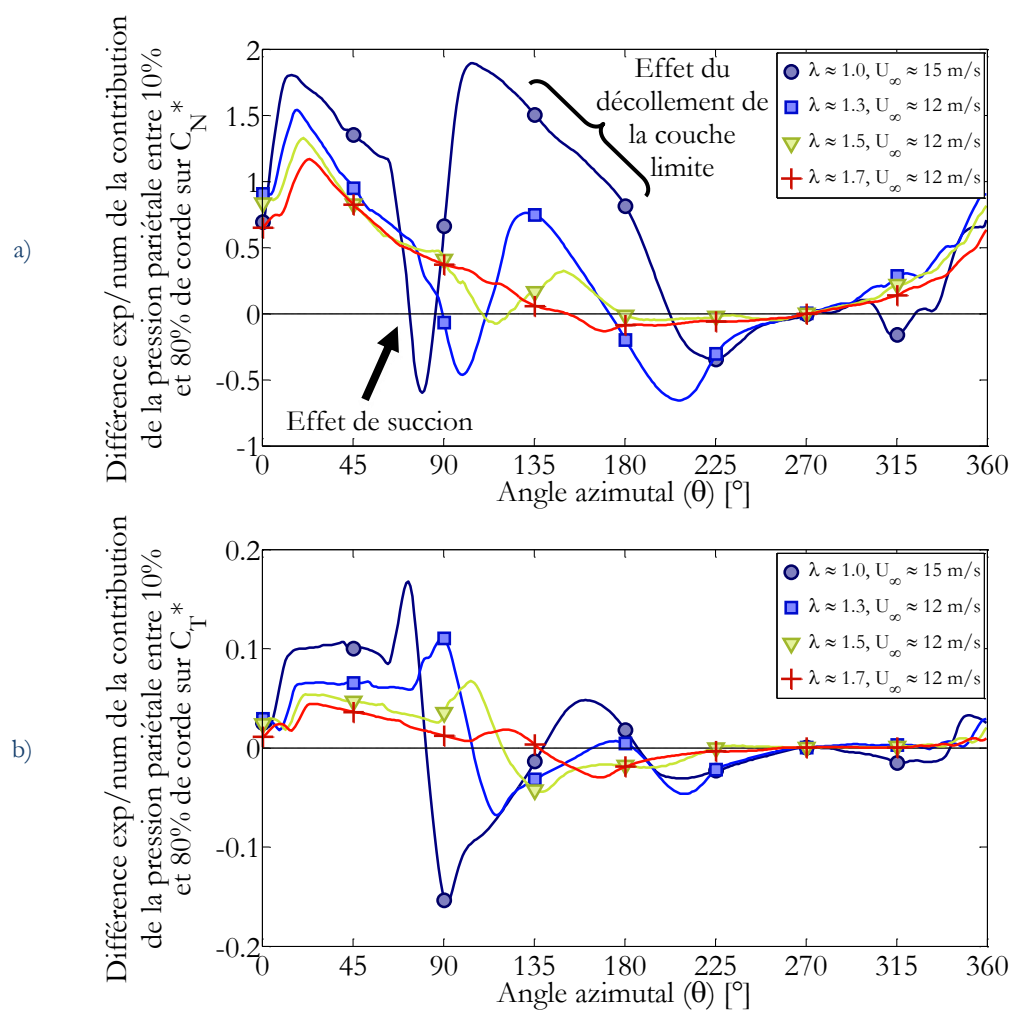 a)
Différence exp/num de la contribution
de la pression pariétale entre 10%
et 80% de corde sur C_N*
2
1.5
1
0.5
0
-0.5
-1
Effet du
décollement de
la couche
limite
Effet de succion
λ ≈ 1.0, U∞ ≈ 15 m/s
λ ≈ 1.3, U∞ ≈ 12 m/s
λ ≈ 1.5, U∞ ≈ 12 m/s
λ ≈ 1.7, U∞ ≈ 12 m/s
0 45 90 135 180 225 270 315 360
Angle azimutal (θ) [°]
b)
Différence exp/num de la contribution
de la pression pariétale entre 10%
et 80% de corde sur C_T*
0.2
0.1
0
-0.1
-0.2
λ ≈ 1.0, U∞ ≈ 15 m/s
λ ≈ 1.3, U∞ ≈ 12 m/s
λ ≈ 1.5, U∞ ≈ 12 m/s
λ ≈ 1.7, U∞ ≈ 12 m/s
0 45 90 135 180 225 270 315 360
Angle azimutal (θ) [°]